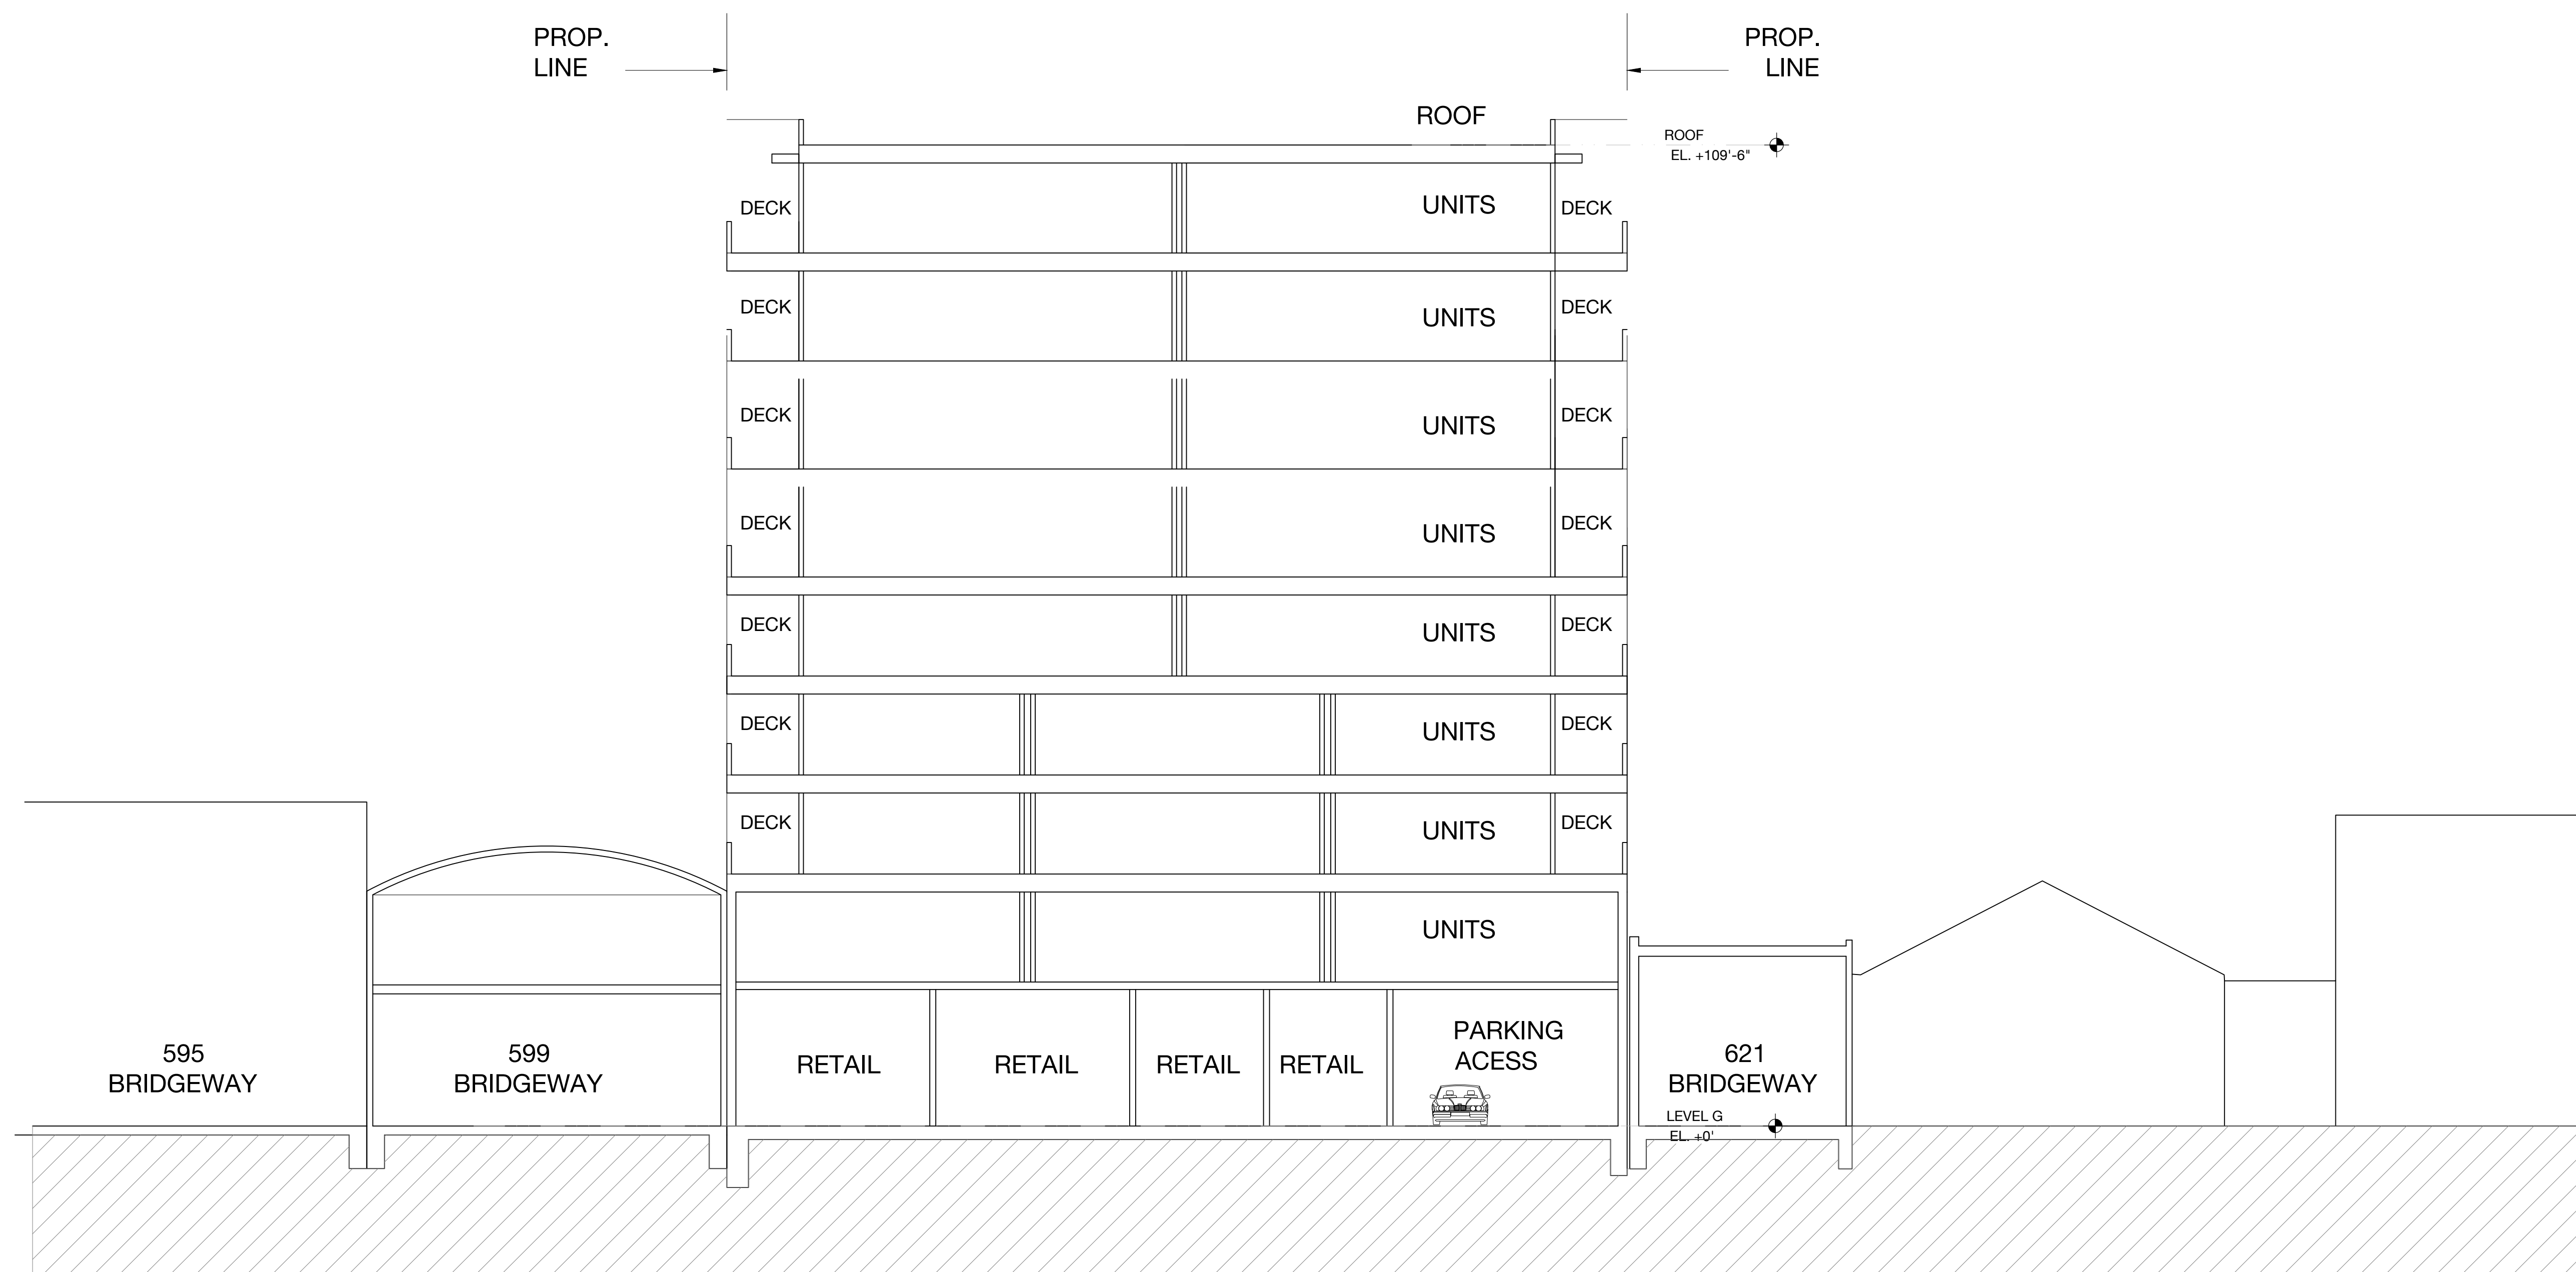 PROP.
LINE
PROP.
LINE
ROOF
ROOF
EL. +109'-6"
DECK
UNITS
DECK
DECK
UNITS
DECK
DECK
UNITS
DECK
DECK
UNITS
DECK
DECK
UNITS
DECK
DECK
UNITS
DECK
DECK
UNITS
DECK
UNITS
595
BRIDGEWAY
599
BRIDGEWAY
RETAIL
RETAIL
RETAIL
RETAIL
PARKING
ACESS
621
BRIDGEWAY
LEVEL G
EL. +0'